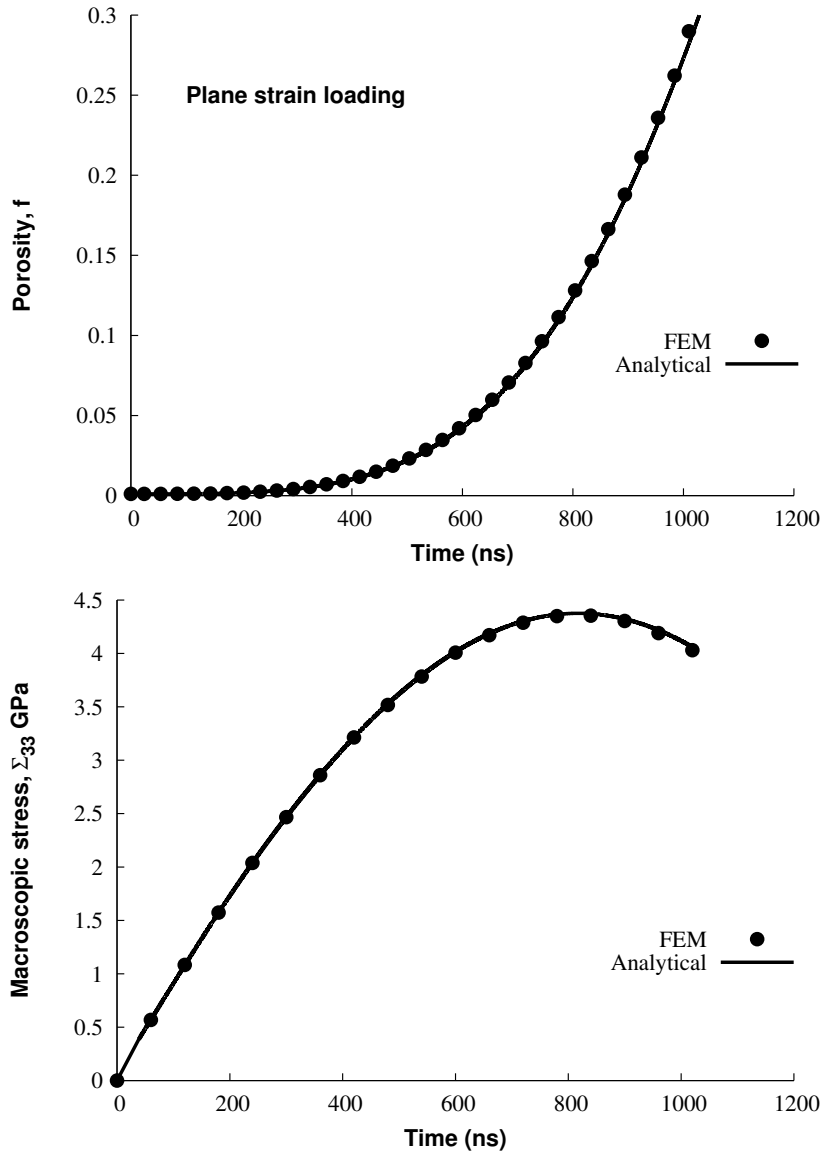 0.3
0.25
0.2
0.15
0.1
0.05
0
Porosity, f
Plane strain loading
FEM
Analytical
0 200 400 600 800 1000 1200
Time (ns)
4.5
4
3.5
3
2.5
2
1.5
1
0.5
0
Macroscopic stress, Σ33 GPa
FEM
Analytical
0 200 400 600 800 1000 1200
Time (ns)